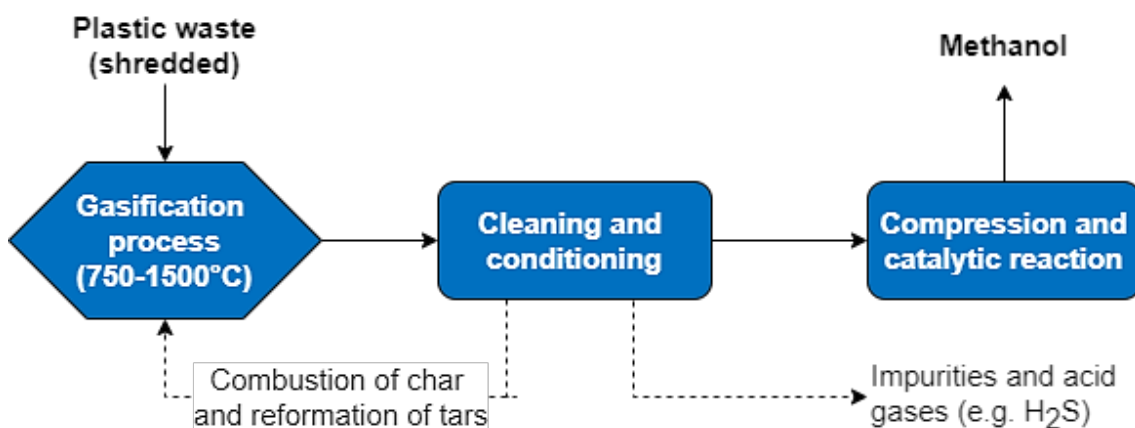 Plastic waste
(shredded)
Methanol
Gasification
process
(750-1500°C)
Cleaning and
conditioning
Compression and
catalytic reaction
Combustion of char
and reformation of tars
Impurities and acid
gases (e.g. H₂S)